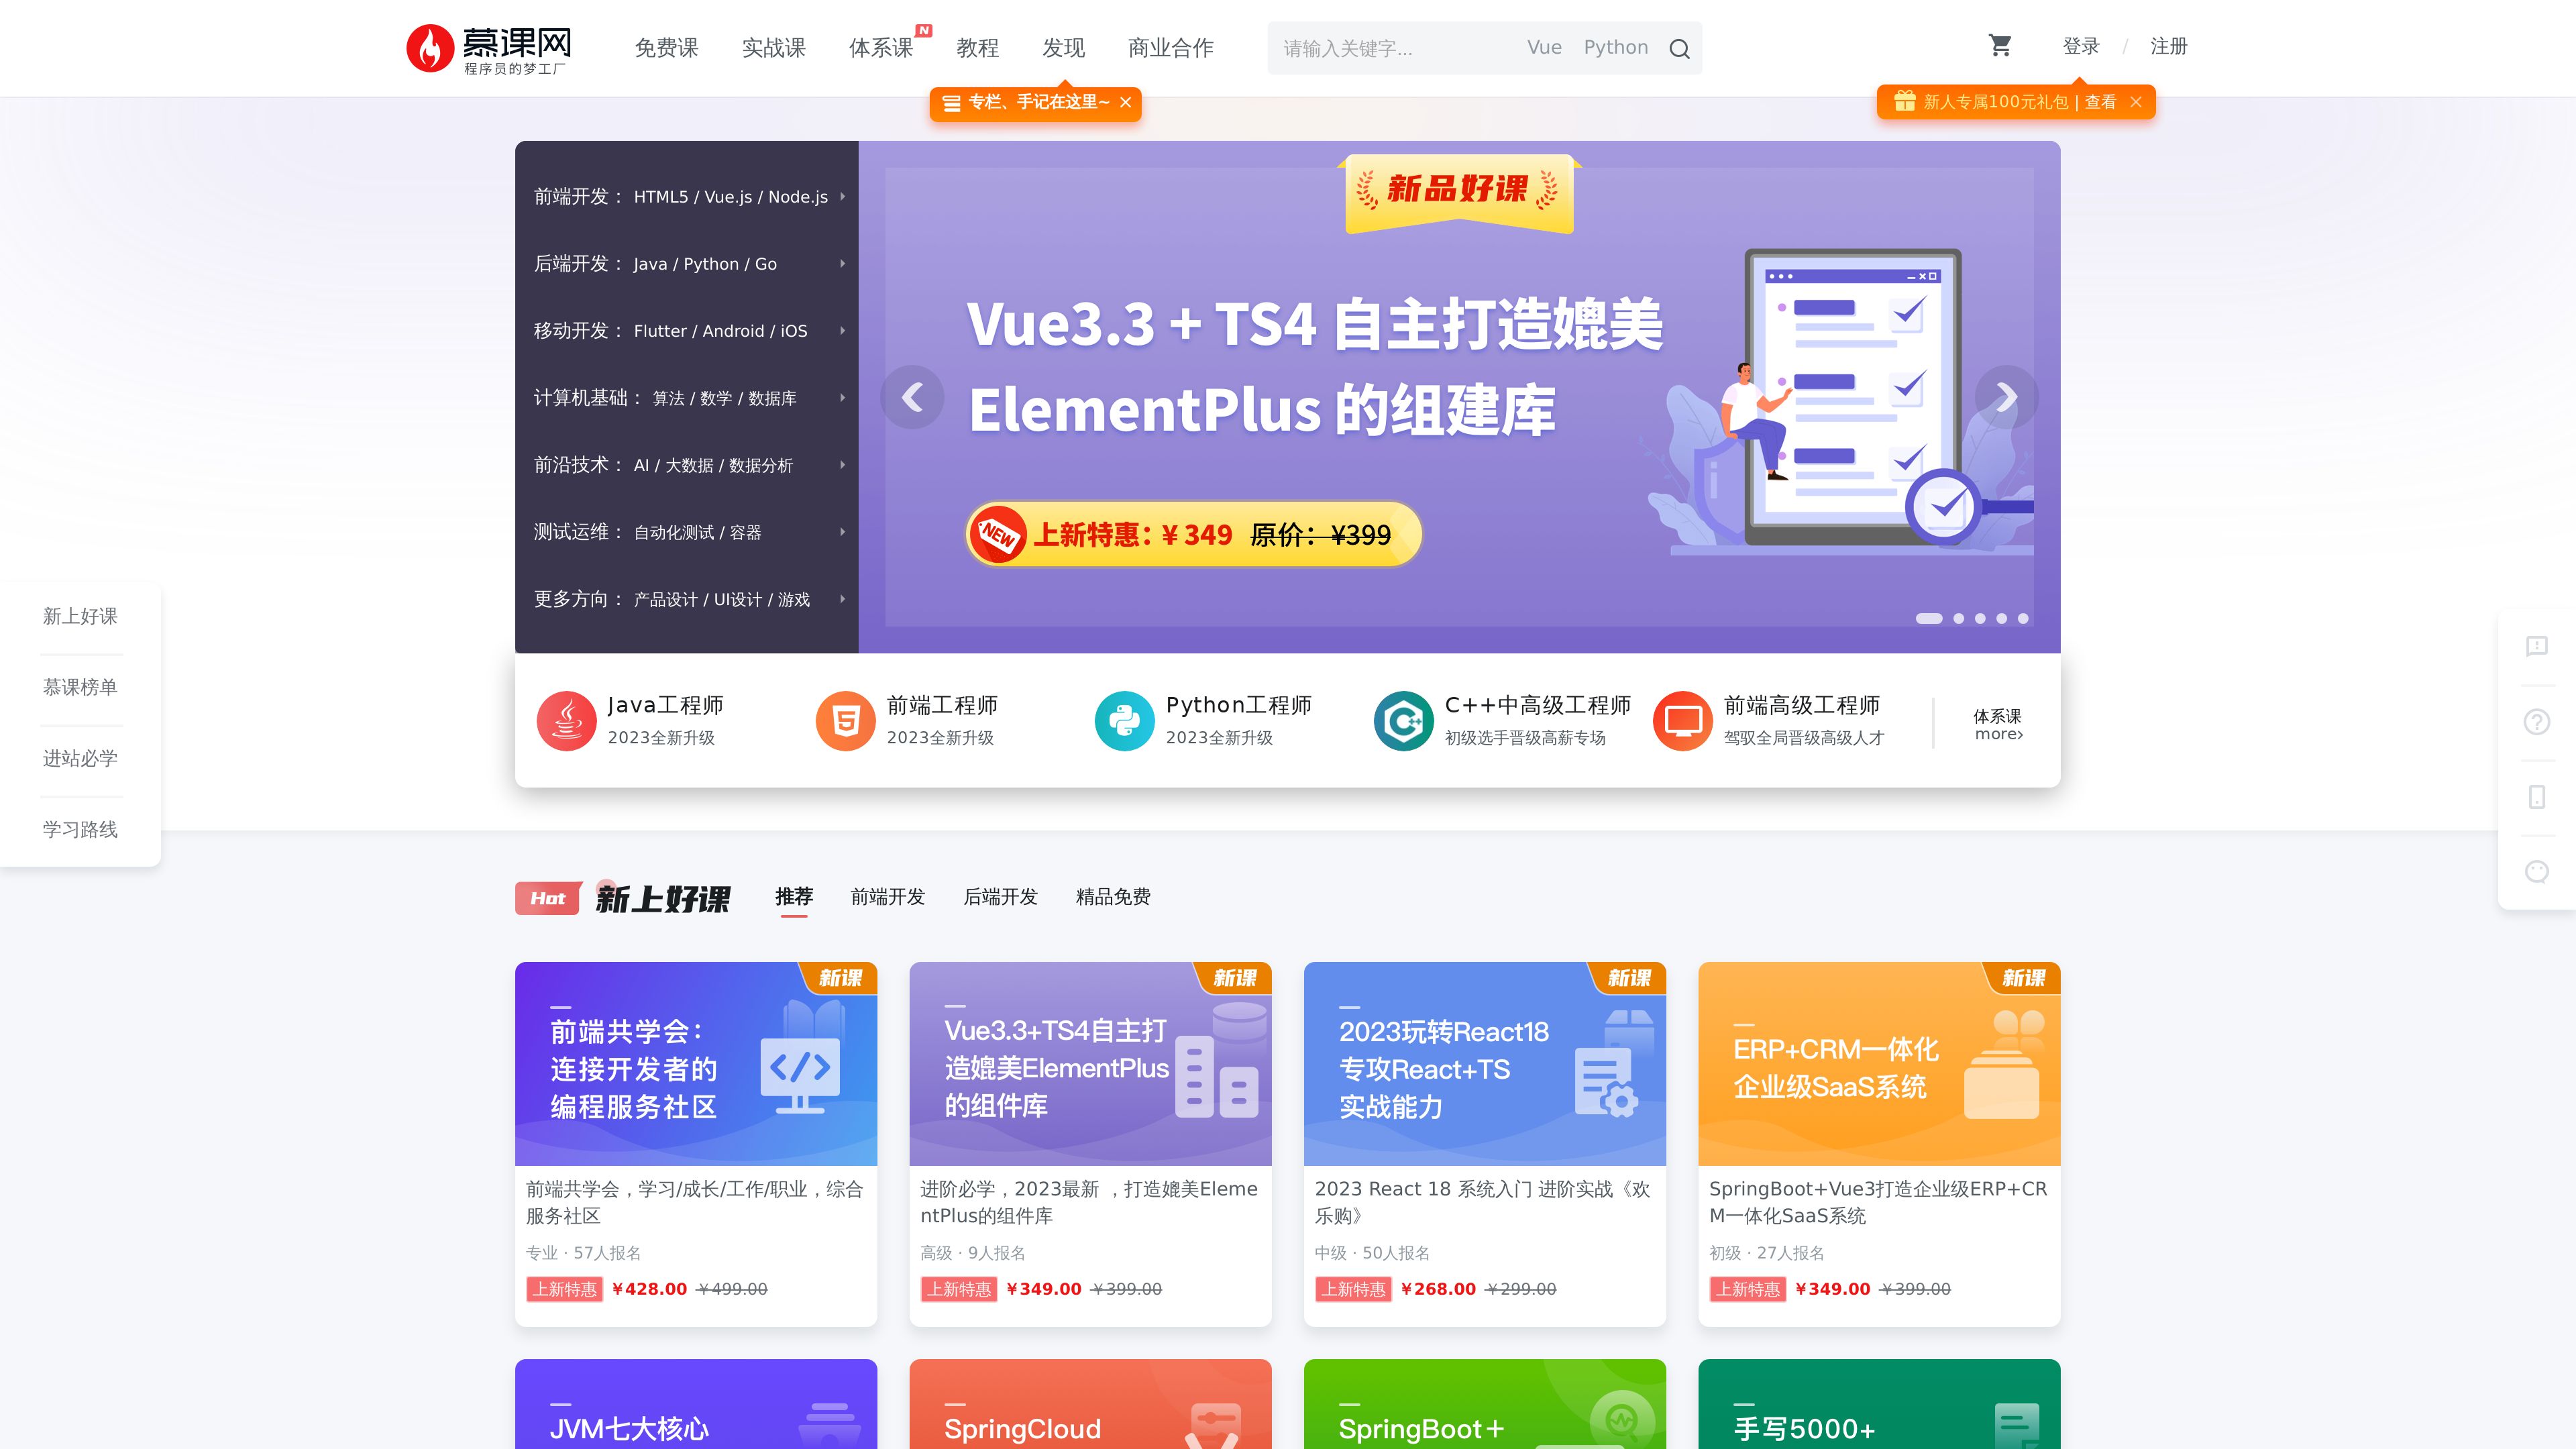 慕课网
程序员的梦工厂
免费课
实战课
体系课
N
教程
发现
商业合作
请输入关键字...
Vue
Python
登录
/
注册
专栏、手记在这里~
新人专属100元礼包 | 查看
前端开发： HTML5 / Vue.js / Node.js
后端开发： Java / Python / Go
移动开发： Flutter / Android / iOS
计算机基础： 算法 / 数学 / 数据库
前沿技术： AI / 大数据 / 数据分析
测试运维： 自动化测试 / 容器
更多方向： 产品设计 / UI设计 / 游戏
新品好课
Vue3.3 + TS4 自主打造媲美
ElementPlus 的组建库
NEW
上新特惠：¥ 349 原价：¥399
新上好课
慕课榜单
进站必学
学习路线
Java工程师
2023全新升级
前端工程师
2023全新升级
Python工程师
2023全新升级
C++中高级工程师
初级选手晋级高薪专场
前端高级工程师
驾驭全局晋级高级人才
体系课
more›
Hot
新上好课
推荐
前端开发
后端开发
精品免费
新课
前端共学会：
连接开发者的
编程服务社区
前端共学会，学习/成长/工作/职业，综合
服务社区
专业 · 57人报名
上新特惠 ￥428.00 ￥499.00
新课
Vue3.3+TS4自主打
造媲美ElementPlus
的组件库
进阶必学，2023最新 ，打造媲美Eleme
ntPlus的组件库
高级 · 9人报名
上新特惠 ￥349.00 ￥399.00
新课
2023玩转React18
专攻React+TS
实战能力
2023 React 18 系统入门 进阶实战《欢
乐购》
中级 · 50人报名
上新特惠 ￥268.00 ￥299.00
新课
ERP+CRM一体化
企业级SaaS系统
SpringBoot+Vue3打造企业级ERP+CR
M一体化SaaS系统
初级 · 27人报名
上新特惠 ￥349.00 ￥399.00
JVM七大核心
SpringCloud
SpringBoot＋
手写5000+